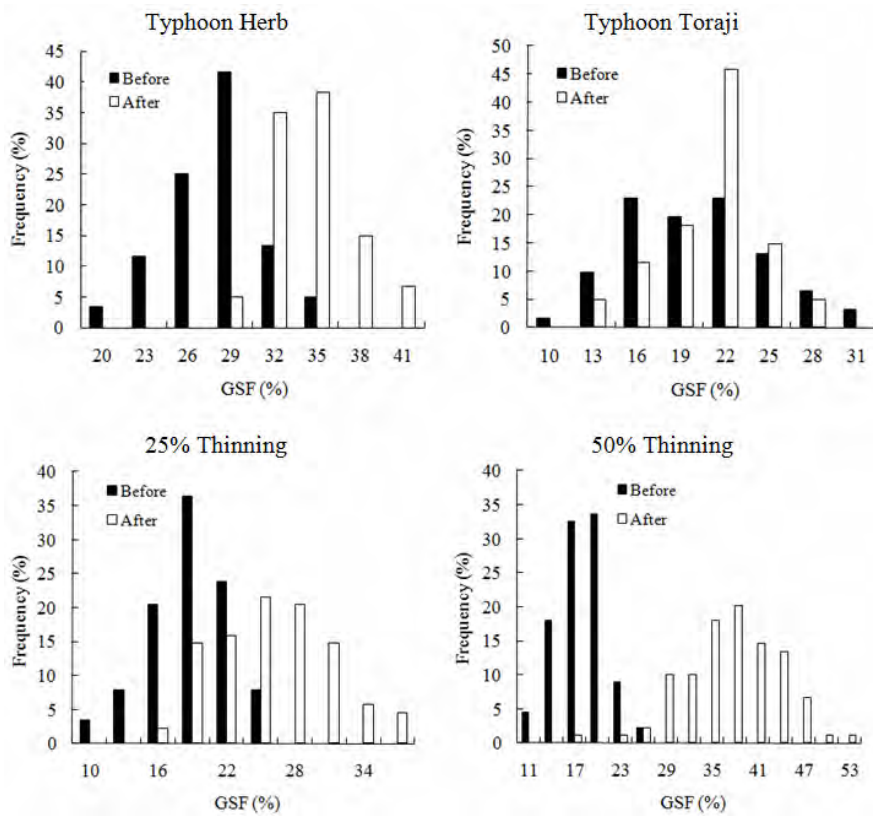 Typhoon Herb
45
40
35
30
25
20
15
10
5
0
Frequency (%)
Before
After
20 23 26 29 32 35 38 41
GSF (%)
Typhoon Toraji
50
45
40
35
30
25
20
15
10
5
0
Frequency (%)
Before
After
10 13 16 19 22 25 28 31
GSF (%)
25% Thinning
40
35
30
25
20
15
10
5
0
Frequency (%)
Before
After
10 16 22 28 34
GSF (%)
50% Thinning
40
35
30
25
20
15
10
5
0
Frequency (%)
Before
After
11 17 23 29 35 41 47 53
GSF (%)